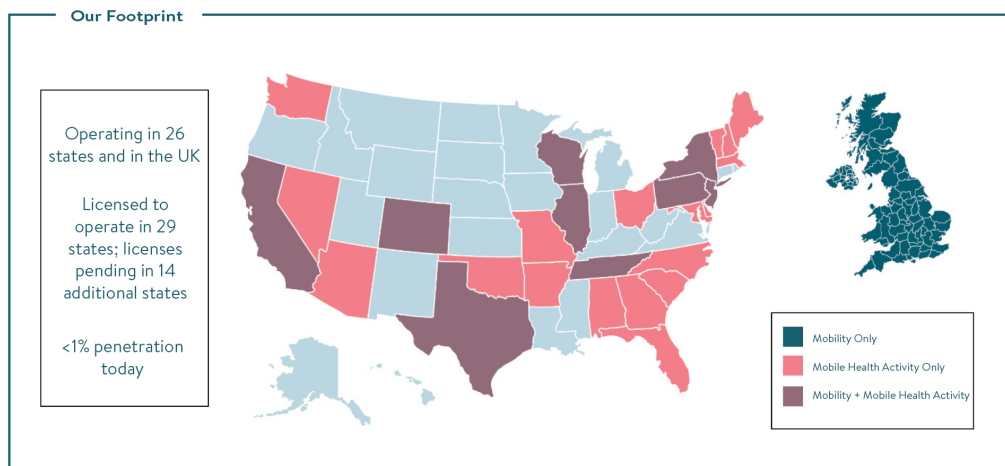 Our Footprint
Operating in 26
states and in the UK
Licensed to
operate in 29
states; licenses
pending in 14
additional states
<1% penetration
today
Mobility Only
Mobile Health Activity Only
Mobility + Mobile Health Activity